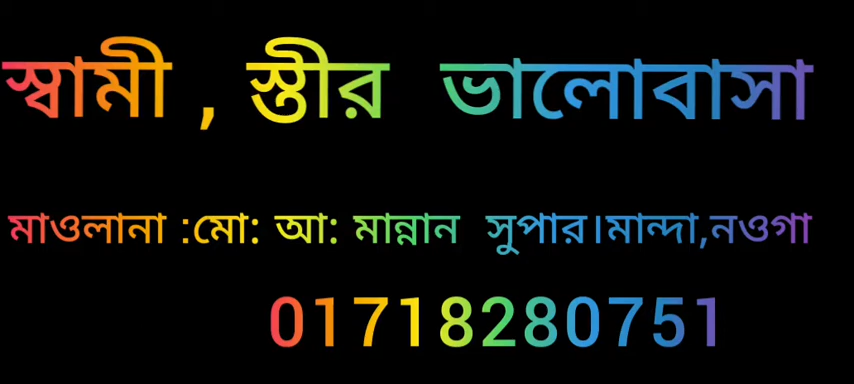 স্বামী , স্ত্রীর ভালোবাসা
মাওলানা :মো: আ: মান্নান সুপার।মান্দা,নওগা
01718280751